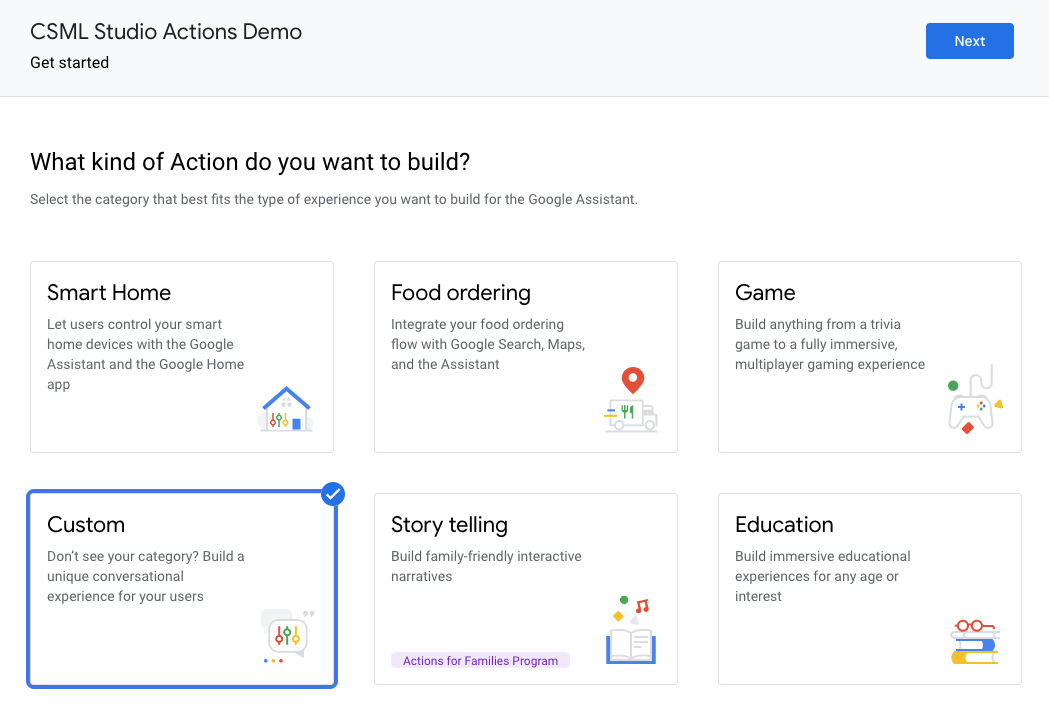 CSML Studio Actions Demo
Get started
Next
What kind of Action do you want to build?
Select the category that best fits the type of experience you want to build for the Google Assistant.
Smart Home
Let users control your smart
home devices with the Google
Assistant and the Google Home
app
Food ordering
Integrate your food ordering
flow with Google Search, Maps,
and the Assistant
Game
Build anything from a trivia
game to a fully immersive,
multiplayer gaming experience
Custom
Don’t see your category? Build a
unique conversational
experience for your users
Story telling
Build family-friendly interactive
narratives
Actions for Families Program
Education
Build immersive educational
experiences for any age or
interest